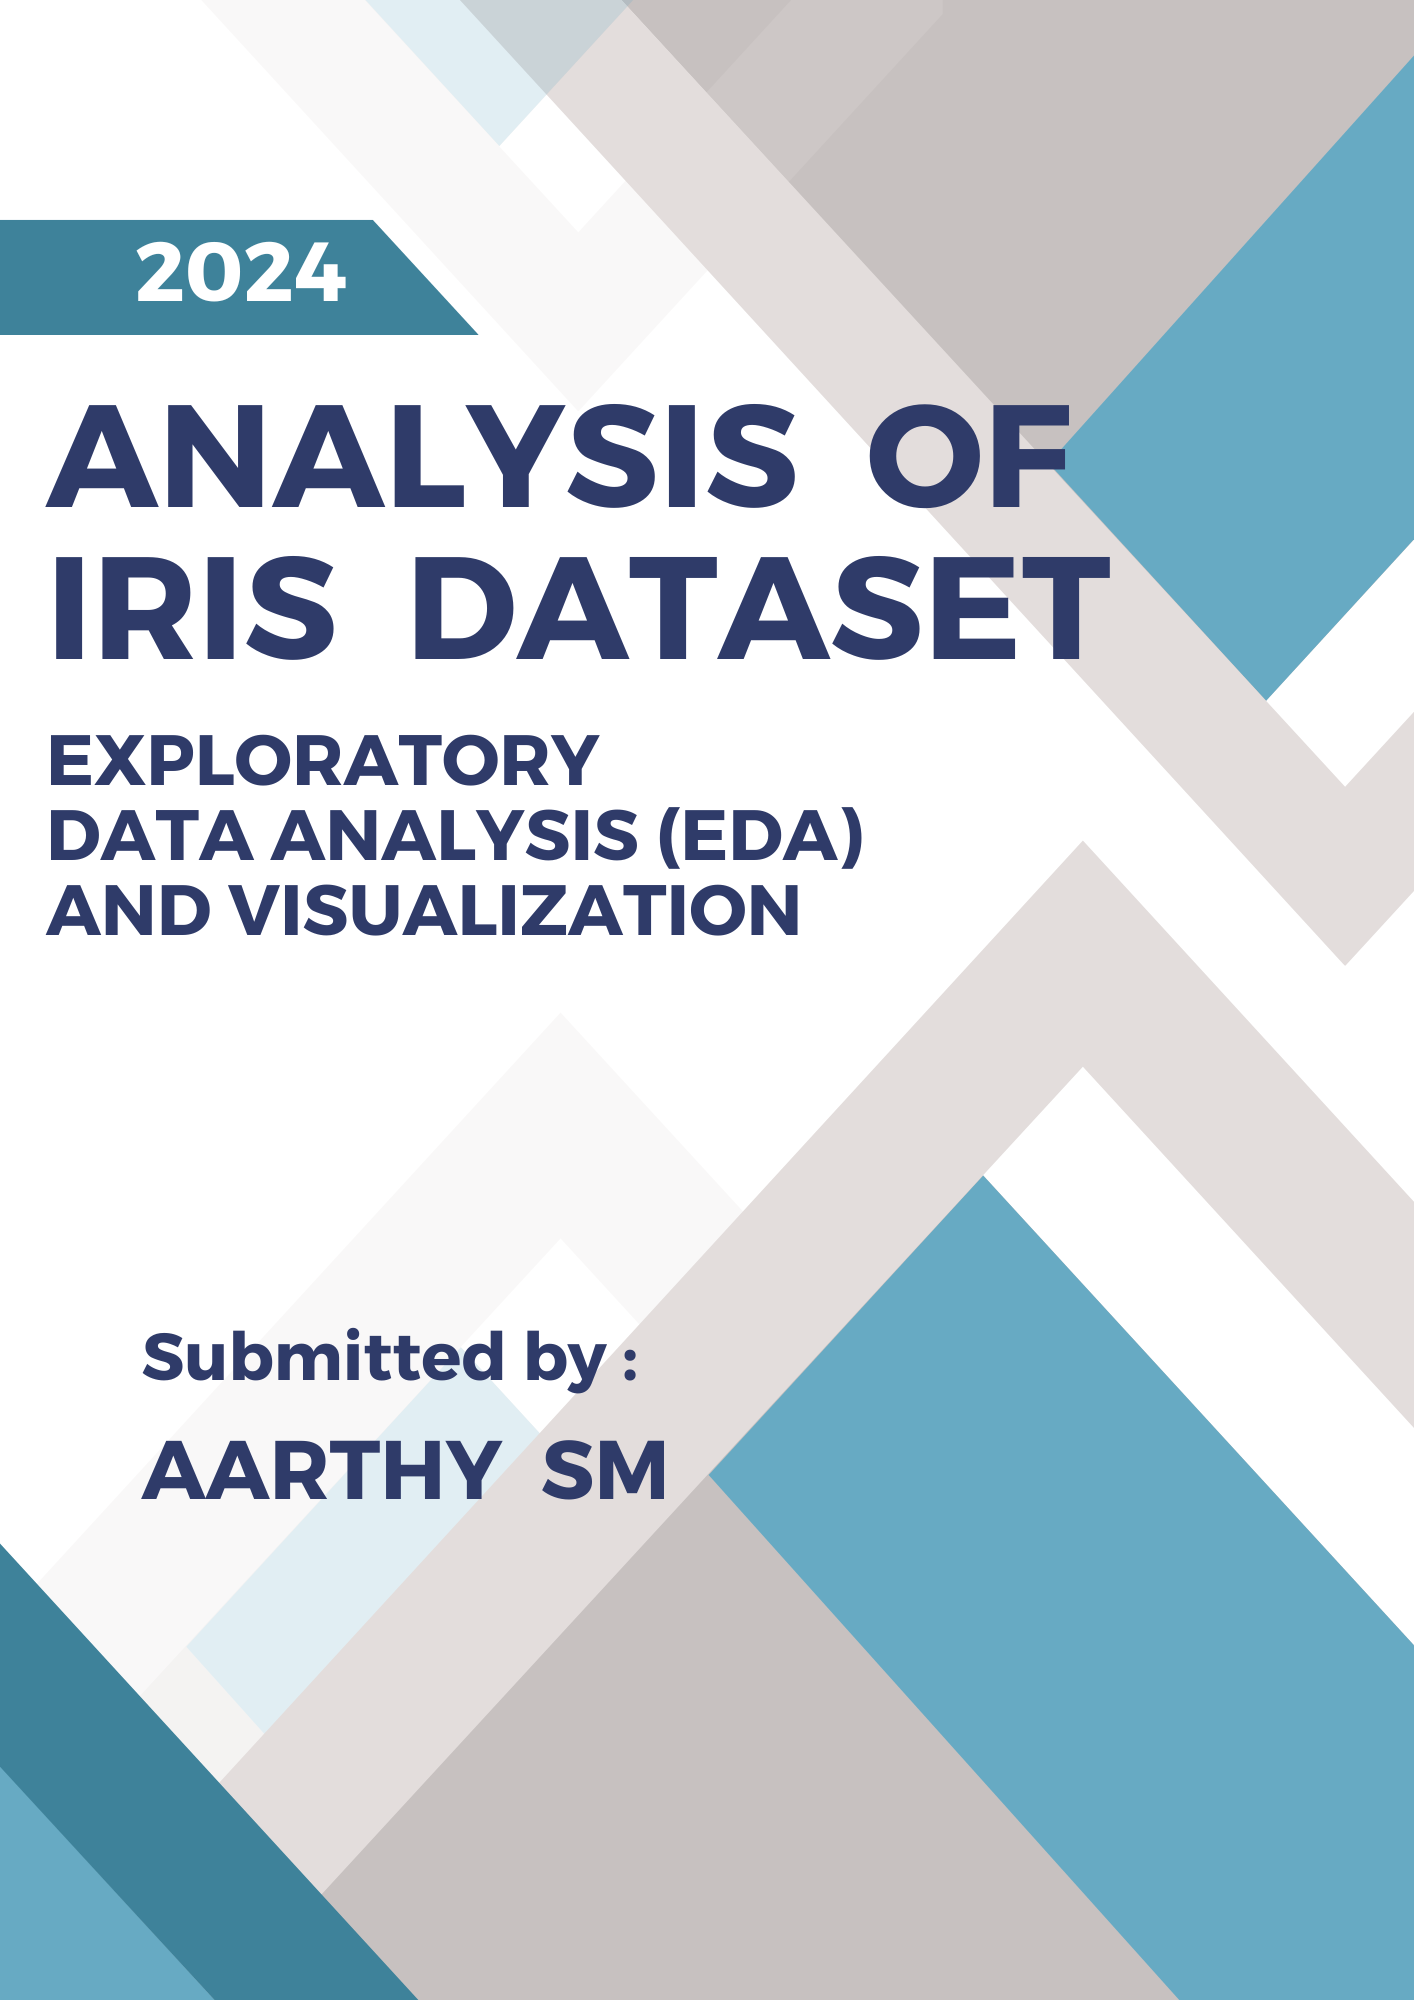 2024
ANALYSIS OF
IRIS DATASET
EXPLORATORY
DATA ANALYSIS (EDA)
AND VISUALIZATION
Submitted by :
AARTHY SM